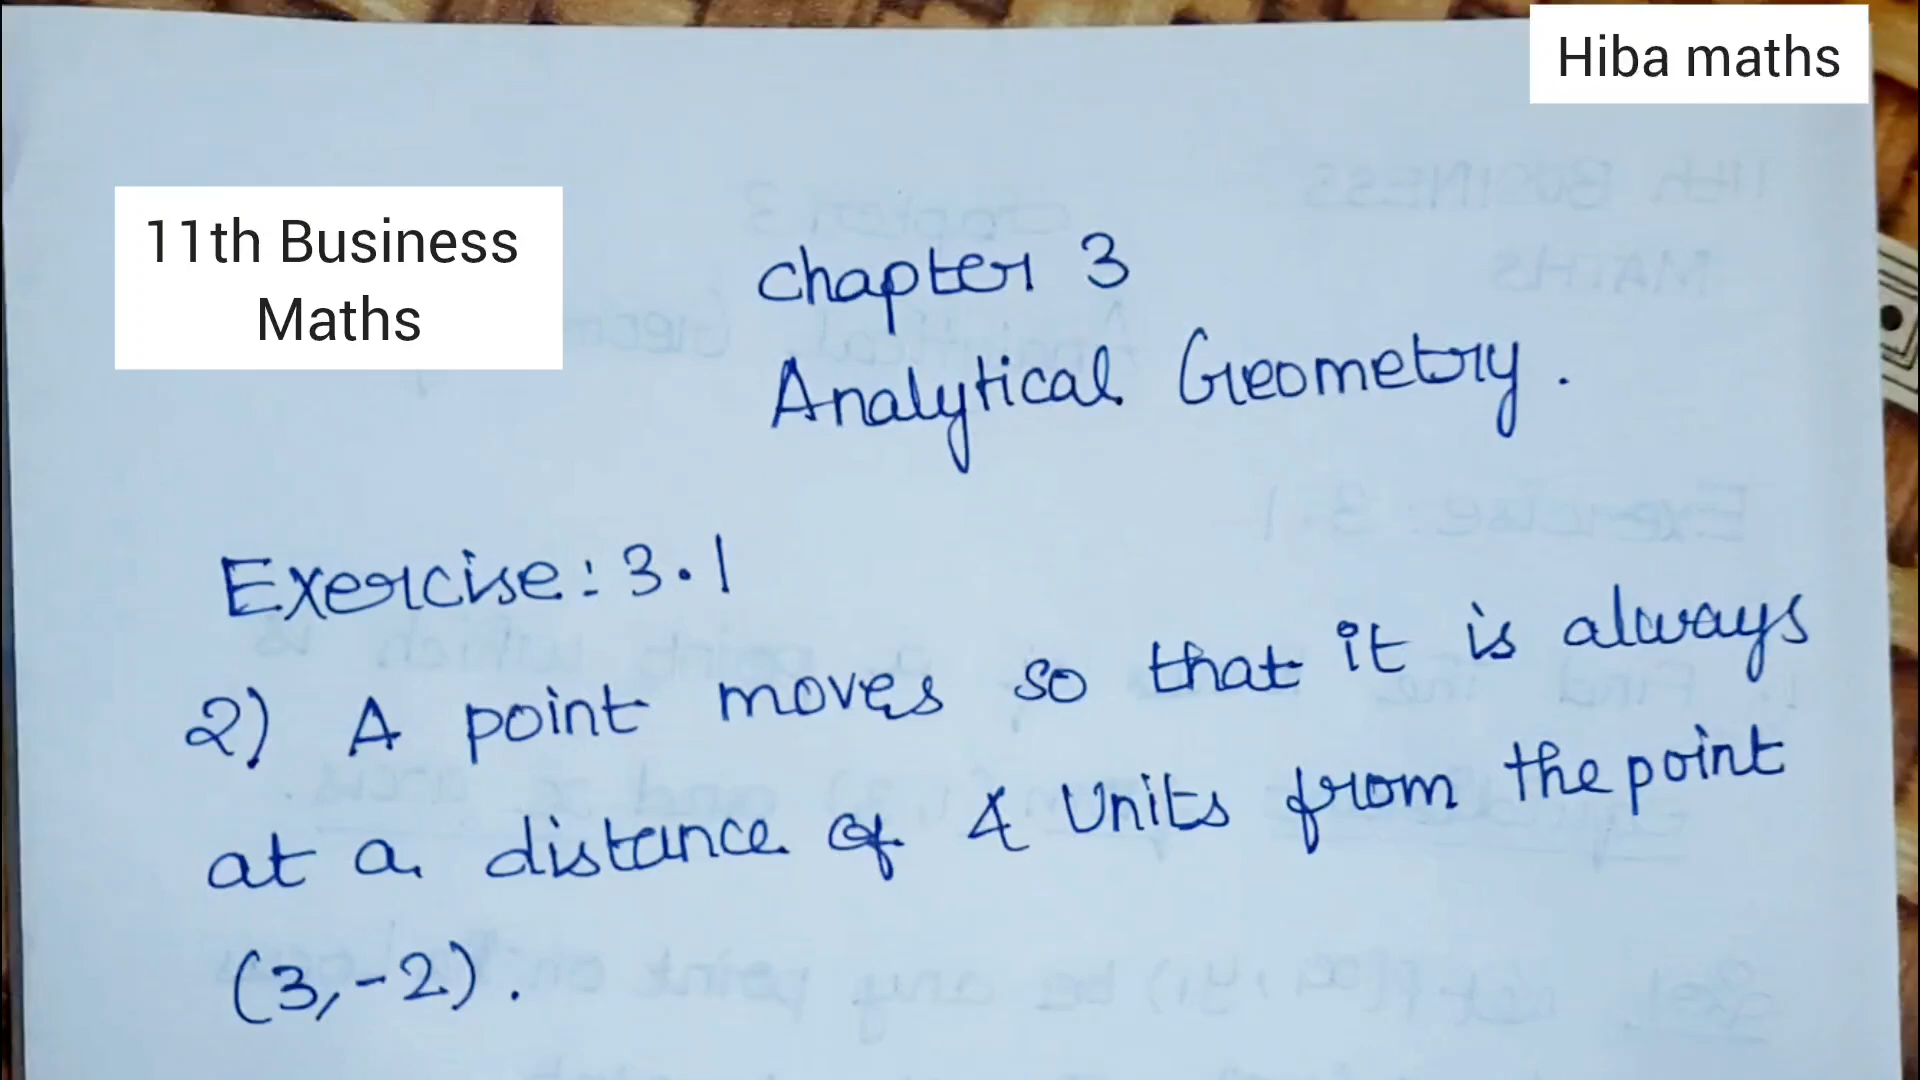 Hiba maths
11th Business
Maths
Chapter 3
Analytical Geometry.
Exercise: 3.1
2) A point moves so that it is always
at a distance of 4 Units from the point
(3,-2).